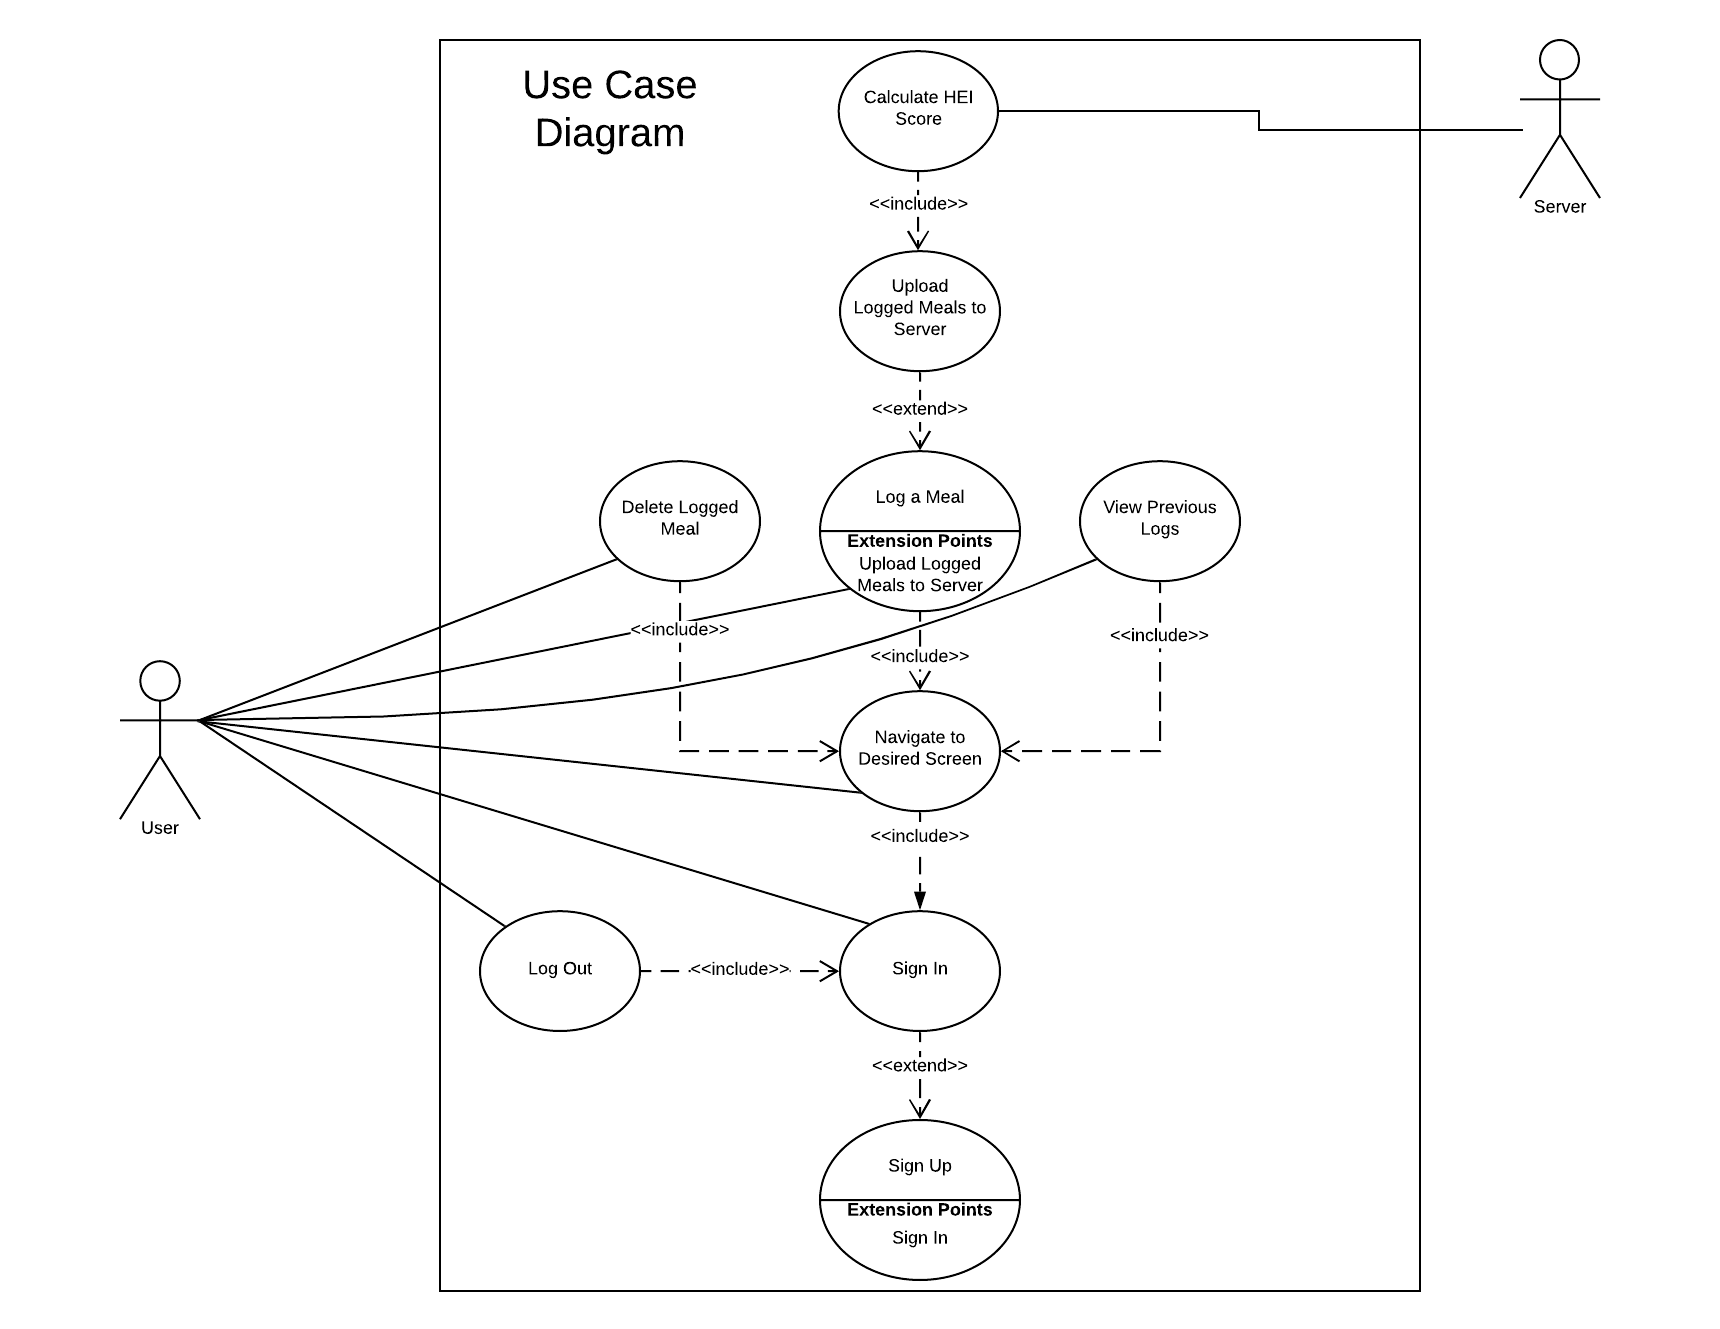 Use Case
Diagram
Calculate HEI
Score
Server
<<include>>
Upload
Logged Meals to
Server
<<extend>>
Delete Logged
Meal
Log a Meal
Extension Points
Upload Logged
Meals to Server
View Previous
Logs
<<include>>
<<include>>
<<include>>
Navigate to
Desired Screen
User
<<include>>
Log Out
<<include>>
Sign In
<<extend>>
Sign Up
Extension Points
Sign In